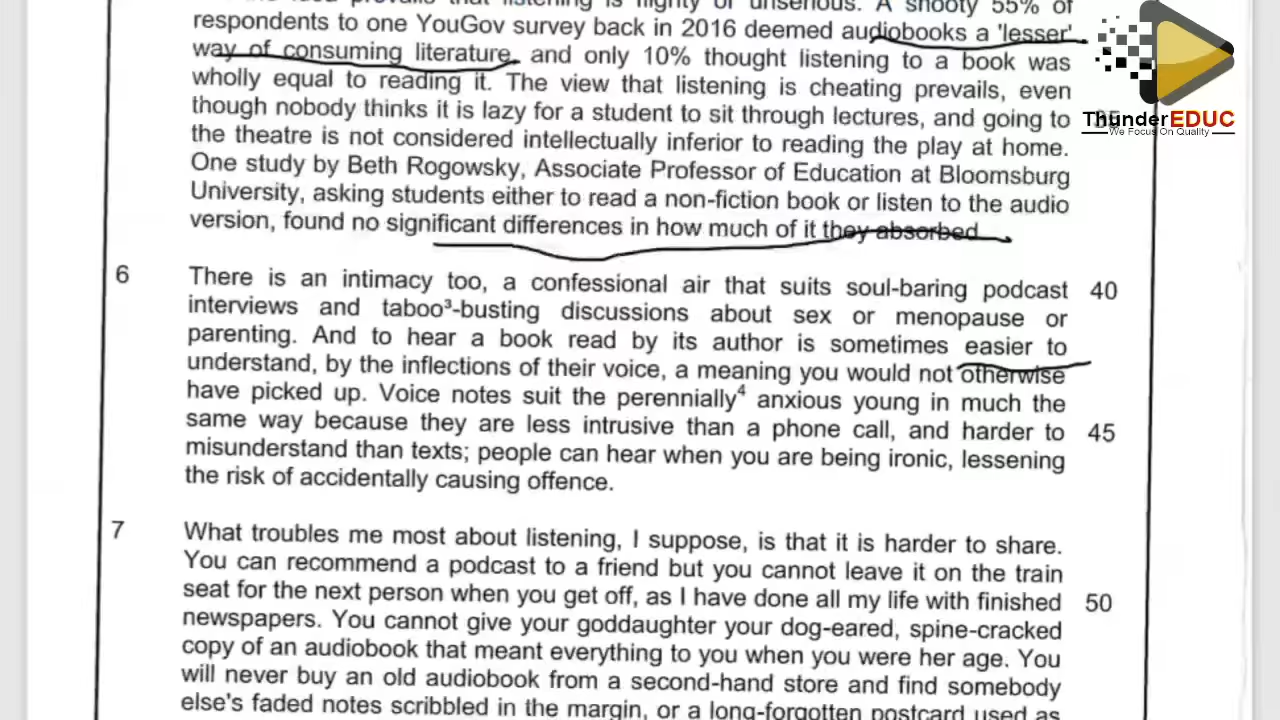 prevails that listening is flighty or unserious. A snooty 55% of
respondents to one YouGov survey back in 2016 deemed audiobooks a 'lesser'
way of consuming literature, and only 10% thought listening to a book was
wholly equal to reading it. The view that listening is cheating prevails, even
though nobody thinks it is lazy for a student to sit through lectures, and going to
the theatre is not considered intellectually inferior to reading the play at home.
One study by Beth Rogowsky, Associate Professor of Education at Bloomsburg
University, asking students either to read a non-fiction book or listen to the audio
version, found no significant differences in how much of it they absorbed.
ThunderEDUC
We Focus On Quality
6
There is an intimacy too, a confessional air that suits soul-baring podcast 40
interviews and taboo³-busting discussions about sex or menopause or
parenting. And to hear a book read by its author is sometimes easier to
understand, by the inflections of their voice, a meaning you would not otherwise
have picked up. Voice notes suit the perennially⁴ anxious young in much the
same way because they are less intrusive than a phone call, and harder to 45
misunderstand than texts; people can hear when you are being ironic, lessening
the risk of accidentally causing offence.
7
What troubles me most about listening, I suppose, is that it is harder to share.
You can recommend a podcast to a friend but you cannot leave it on the train
seat for the next person when you get off, as I have done all my life with finished 50
newspapers. You cannot give your goddaughter your dog-eared, spine-cracked
copy of an audiobook that meant everything to you when you were her age. You
will never buy an old audiobook from a second-hand store and find somebody
else's faded notes scribbled in the margin, or a long-forgotten postcard used as